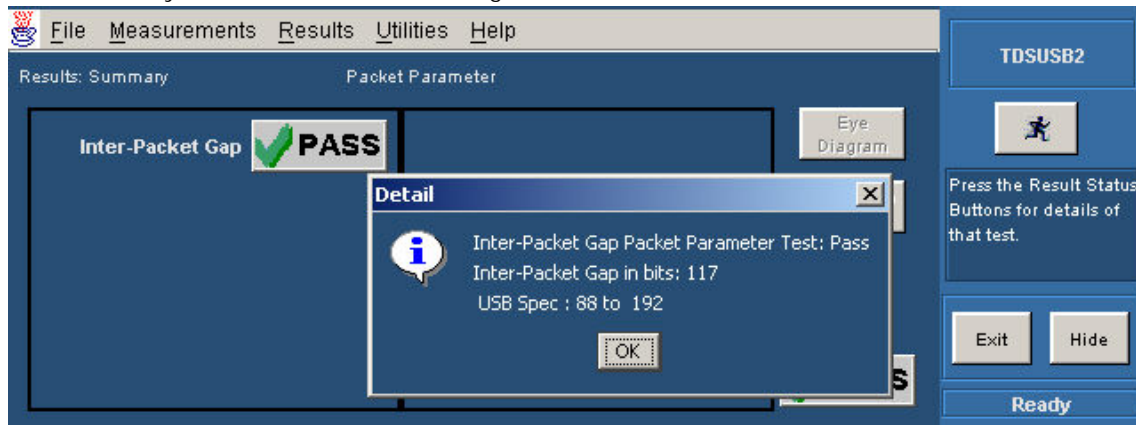 File Measurements Results Utilities Help
TDSUSB2
Results: Summary Packet Parameter
Inter-Packet Gap PASS
Eye
Diagram
Detail
Inter-Packet Gap Packet Parameter Test: Pass
Inter-Packet Gap in bits: 117
USB Spec : 88 to 192
OK
Press the Result Status
Buttons for details of
that test.
Exit Hide
S
Ready